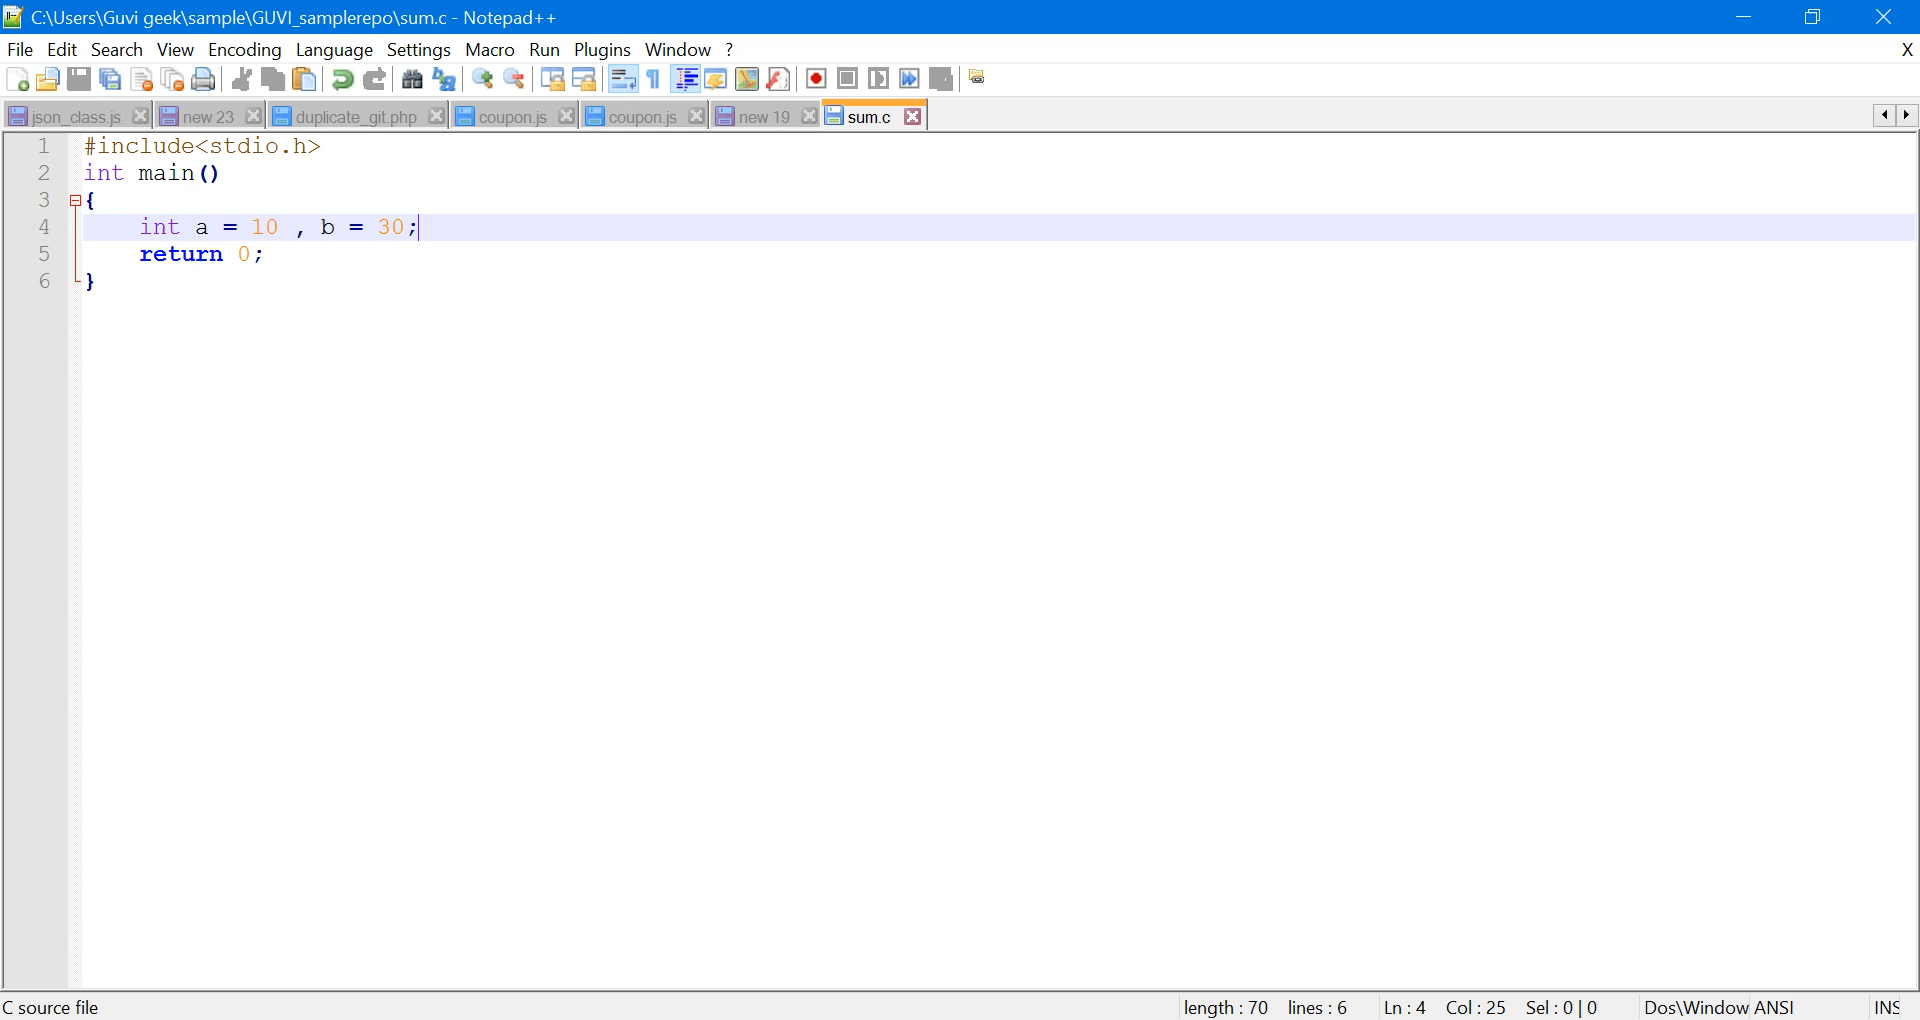 C:\Users\Guvi geek\sample\GUVI_samplerepo\sum.c - Notepad++
File Edit Search View Encoding Language Settings Macro Run Plugins Window ? X
json_class.js new 23 duplicate_git.php coupon.js coupon.js new 19 sum.c
1 #include<stdio.h>
2 int main()
3 {
4 int a = 10 , b = 30;
5 return 0;
6 }
C source file length : 70 lines : 6 Ln : 4 Col : 25 Sel : 0 | 0 Dos\Window ANSI INS